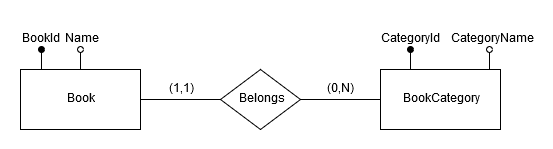 BookId Name
CategoryId CategoryName
Book
(1,1)
Belongs
(0,N)
BookCategory